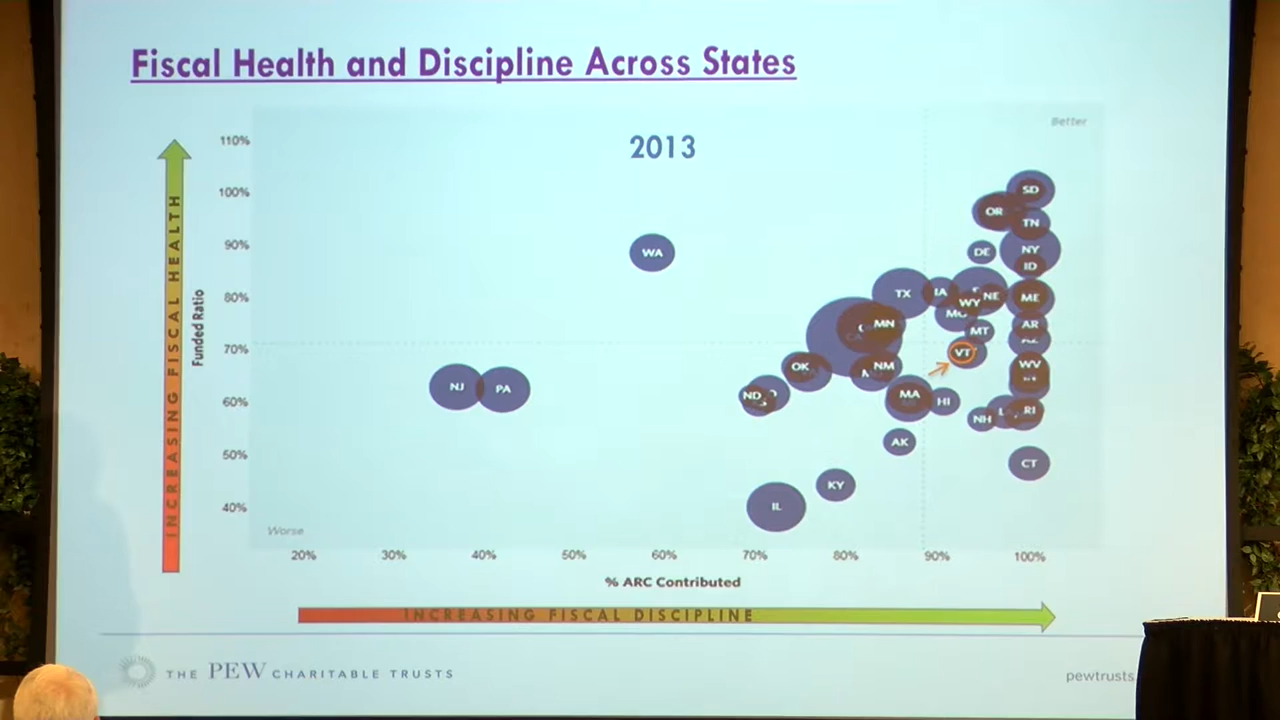 Fiscal Health and Discipline Across States
2013
Better
110%
100%
90%
80%
70%
60%
50%
40%
INCREASING FISCAL HEALTH
Funded Ratio
SD
OR
TN
WA
DE
NY
ID
TX
IA
WY
NE
ME
MN
MT
AR
VT
OK
NM
WV
NJ
PA
ND
MA
HI
NH
RI
AK
CT
KY
IL
Worse
20% 30% 40% 50% 60% 70% 80% 90% 100%
% ARC Contributed
INCREASING FISCAL DISCIPLINE
THE PEW CHARITABLE TRUSTS
pewtrusts